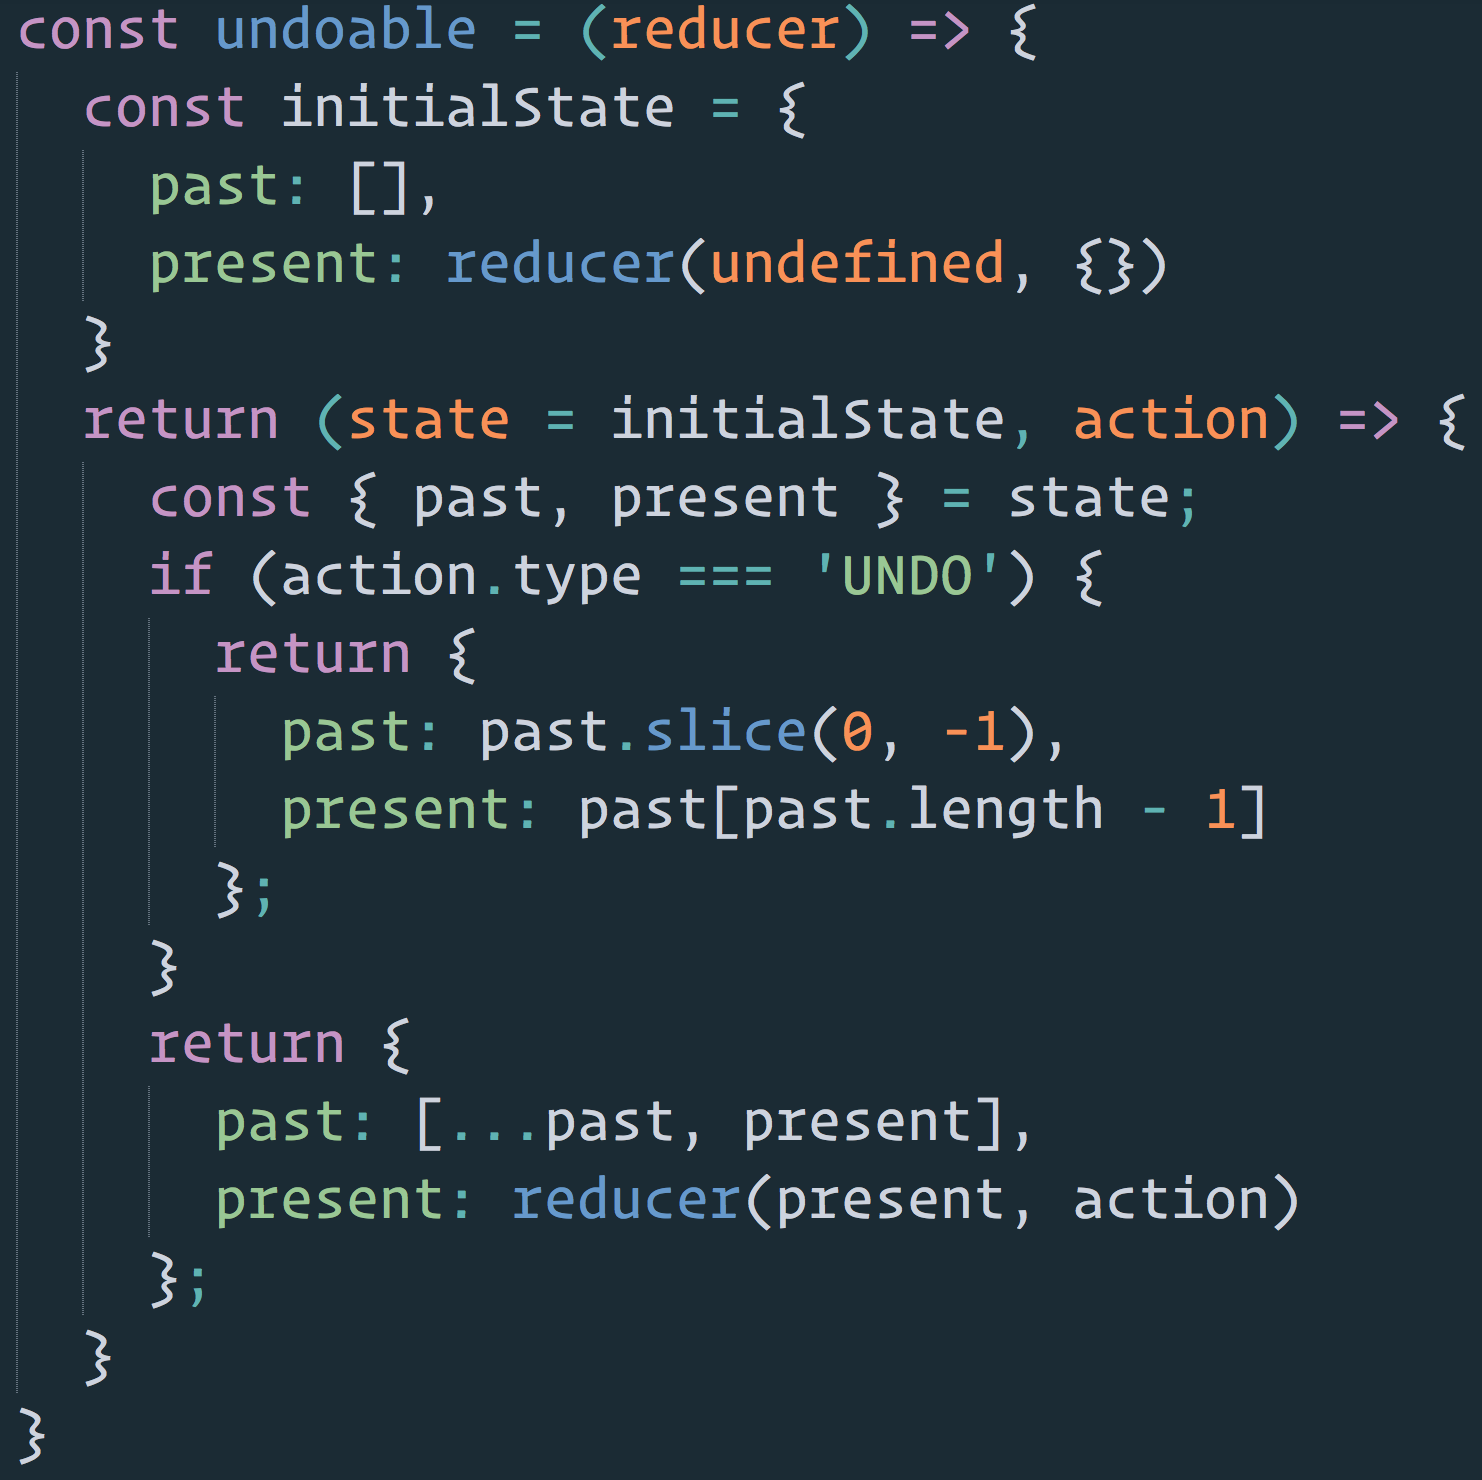 const undoable = (reducer) => {
  const initialState = {
    past: [],
    present: reducer(undefined, {})
  }
  return (state = initialState, action) => {
    const { past, present } = state;
    if (action.type === 'UNDO') {
      return {
        past: past.slice(0, -1),
        present: past[past.length - 1]
      };
    }
    return {
      past: [...past, present],
      present: reducer(present, action)
    };
  }
}